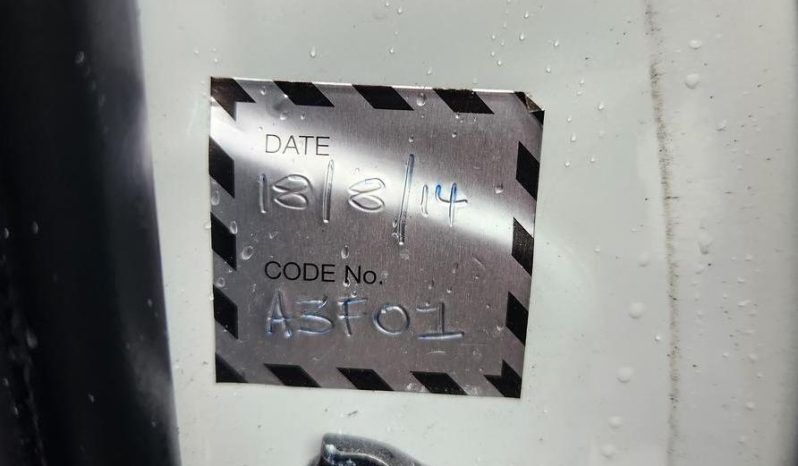 DATE
18/8/14
CODE No.
A3F01